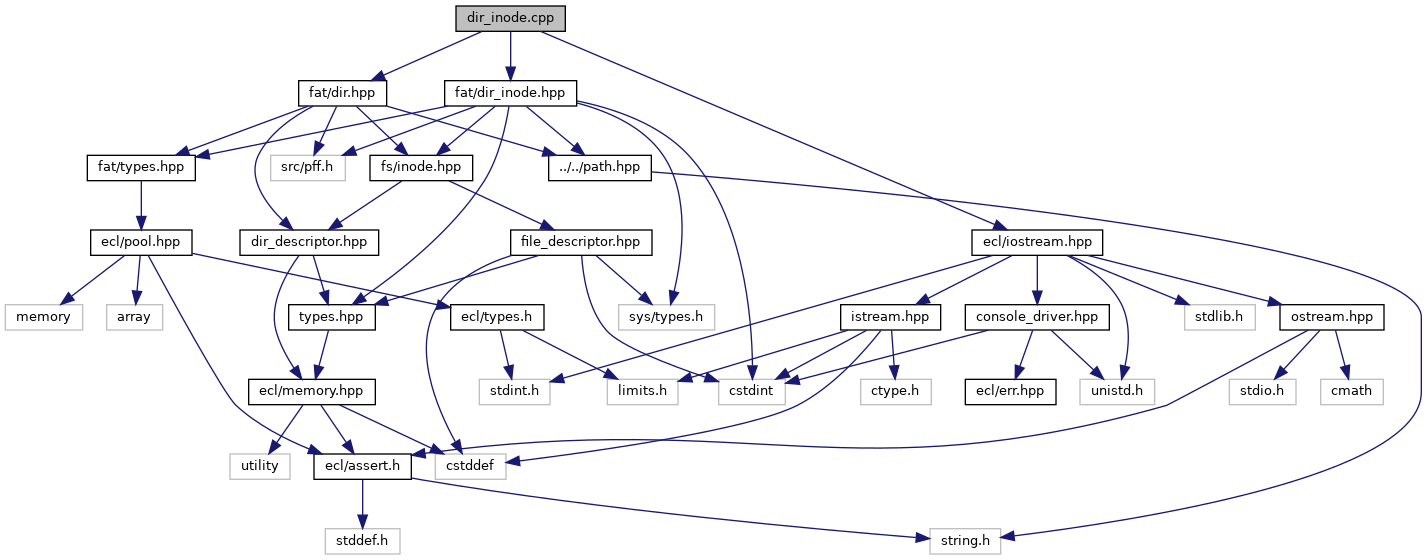 dir_inode.cpp
fat/dir.hpp
fat/dir_inode.hpp
fat/types.hpp
src/pff.h
fs/inode.hpp
../../path.hpp
ecl/pool.hpp
dir_descriptor.hpp
file_descriptor.hpp
ecl/iostream.hpp
memory
array
types.hpp
ecl/types.h
sys/types.h
istream.hpp
console_driver.hpp
stdlib.h
ostream.hpp
ecl/memory.hpp
stdint.h
limits.h
cstdint
ctype.h
ecl/err.hpp
unistd.h
stdio.h
cmath
utility
ecl/assert.h
cstddef
stddef.h
string.h